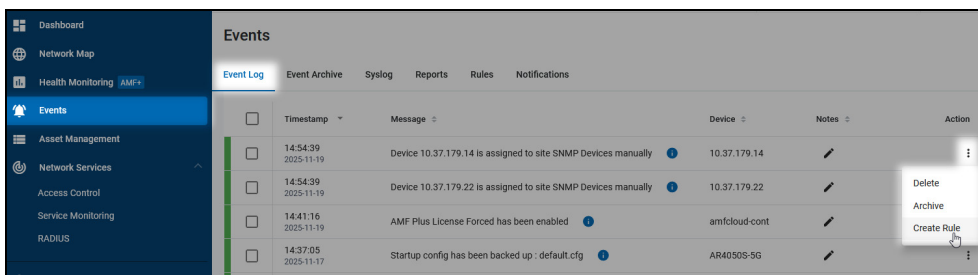 Dashboard
Network Map
Health Monitoring AMF+
Events
Asset Management
Network Services
Access Control
Service Monitoring
RADIUS
Events
Event Log Event Archive Syslog Reports Rules Notifications
Timestamp Message Device Notes Action
14:54:39
2025-11-19
Device 10.37.179.14 is assigned to site SNMP Devices manually 10.37.179.14
14:54:39
2025-11-19
Device 10.37.179.22 is assigned to site SNMP Devices manually 10.37.179.22
14:41:16
2025-11-19
AMF Plus License Forced has been enabled amfcloud-cont
14:37:05
2025-11-17
Startup config has been backed up : default.cfg AR4050S-5G
Delete
Archive
Create Rule